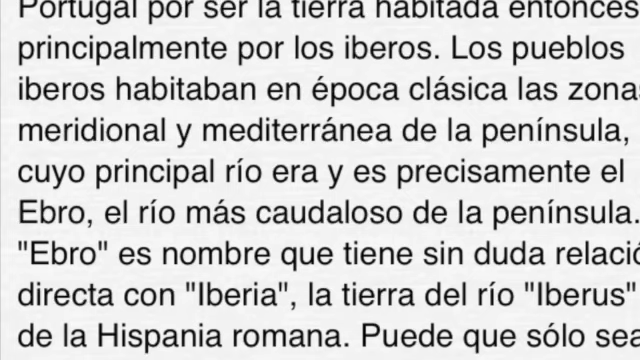 Portugal por ser la tierra habitada entonces
principalmente por los iberos. Los pueblos
iberos habitaban en época clásica las zonas
meridional y mediterránea de la península,
cuyo principal río era y es precisamente el
Ebro, el río más caudaloso de la península.
"Ebro" es nombre que tiene sin duda relació
directa con "Iberia", la tierra del río "Iberus"
de la Hispania romana. Puede que sólo sea